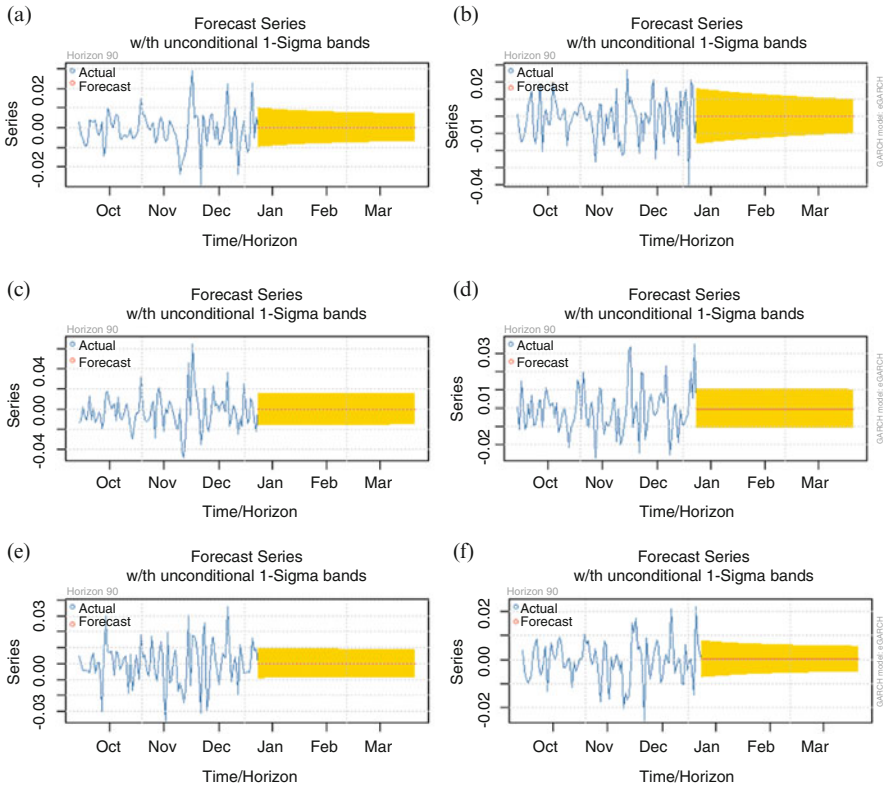 (a)
Forecast Series
w/th unconditional 1-Sigma bands
Horizon 90
Actual
Forecast
Series
0.02
0.00
-0.02
Oct Nov Dec Jan Feb Mar
Time/Horizon
(b)
Forecast Series
w/th unconditional 1-Sigma bands
Horizon 90
Actual
Forecast
Series
0.02
-0.01
-0.04
Oct Nov Dec Jan Feb Mar
Time/Horizon
GARCH model: eGARCH
(c)
Forecast Series
w/th unconditional 1-Sigma bands
Horizon 90
Actual
Forecast
Series
0.04
0.00
-0.04
Oct Nov Dec Jan Feb Mar
Time/Horizon
(d)
Forecast Series
w/th unconditional 1-Sigma bands
Horizon 90
Actual
Forecast
Series
0.03
0.01
-0.02
Oct Nov Dec Jan Feb Mar
Time/Horizon
GARCH model: eGARCH
(e)
Forecast Series
w/th unconditional 1-Sigma bands
Horizon 90
Actual
Forecast
Series
0.03
0.00
-0.03
Oct Nov Dec Jan Feb Mar
Time/Horizon
(f)
Forecast Series
w/th unconditional 1-Sigma bands
Horizon 90
Actual
Forecast
Series
0.02
0.00
-0.02
Oct Nov Dec Jan Feb Mar
Time/Horizon
GARCH model: eGARCH